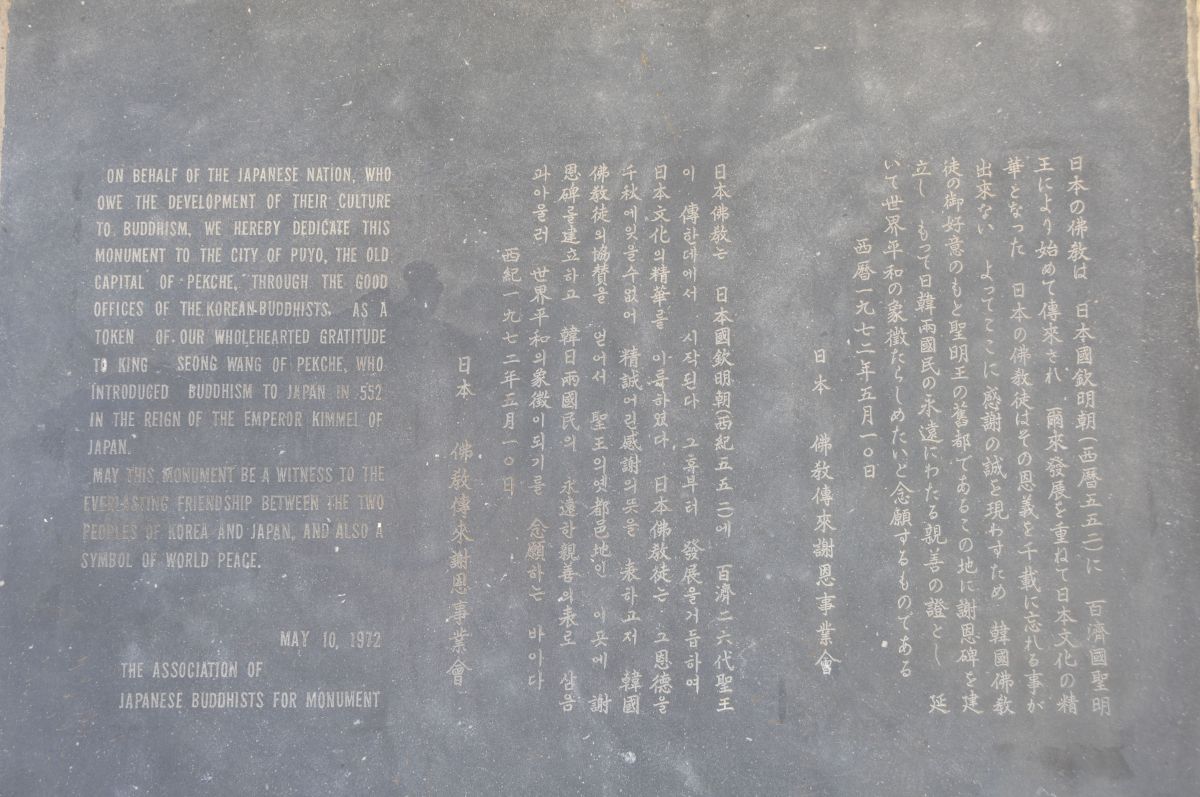 日本の佛教は 日本國欽明朝(西暦五五二)に 百濟國聖明
王により始めて傳來され 爾來發展を重ねて日本文化の精
華となった 日本の佛教徒はその恩義を千載に忘れる事が
出來ない よってここに感謝の誠を現わすため 韓國佛教
徒の御好意のもと聖明王の舊都であるこの地に謝恩碑を建
立し もって日韓兩國民の永遠にわたる親善の證とし 延
いて世界平和の象徴たらしめたいと念願するものである
西暦一九七二年五月一〇日
日本 佛教傳來謝恩事業會
日本佛教는 日本國欽明朝(西紀五五二)에 百濟二六代聖王
이 傳한데에서 시작된다 그후부터 發展을거듭하여
日本文化의精華를 이룩하였다 日本佛教徒는 그恩德을
千秋에잊을수없어 精誠어린感謝의뜻을 表하고저 韓國
佛教徒의協賛을 얻어서 聖王의옛都邑地인 이곳에 謝
恩碑를建立하고 韓日兩國民의 永遠한親善의表로 삼음
과아울러 世界平和의象徵이되기를 念願하는 바이다
西紀一九七二年五月一〇日
日本 佛教傳來謝恩事業會
ON BEHALF OF THE JAPANESE NATION, WHO
OWE THE DEVELOPMENT OF THEIR CULTURE
TO BUDDHISM, WE HEREBY DEDICATE THIS
MONUMENT TO THE CITY OF PUYO, THE OLD
CAPITAL OF PEKCHE, THROUGH THE GOOD
OFFICES OF THE KOREAN BUDDHISTS, AS A
TOKEN OF OUR WHOLEHEARTED GRATITUDE
TO KING SEONG WANG OF PEKCHE, WHO
INTRODUCED BUDDHISM TO JAPAN IN 552
IN THE REIGN OF THE EMPEROR KIMMEI OF
JAPAN.
MAY THIS MONUMENT BE A WITNESS TO THE
EVERLASTING FRIENDSHIP BETWEEN THE TWO
PEOPLES OF KOREA AND JAPAN, AND ALSO A
SYMBOL OF WORLD PEACE.
MAY 10, 1972
THE ASSOCIATION OF
JAPANESE BUDDHISTS FOR MONUMENT